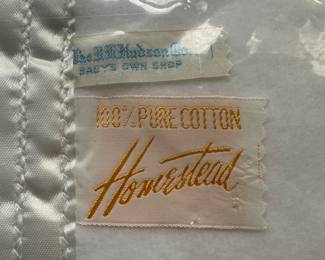 The J.L. Hudson Co.
BABY'S OWN SHOP
100% PURE COTTON
Homestead